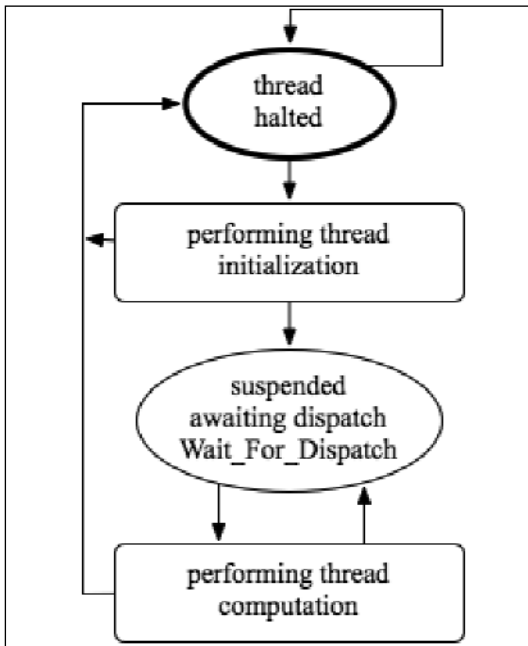 thread
halted
performing thread
initialization
suspended
awaiting dispatch
Wait_For_Dispatch
performing thread
computation